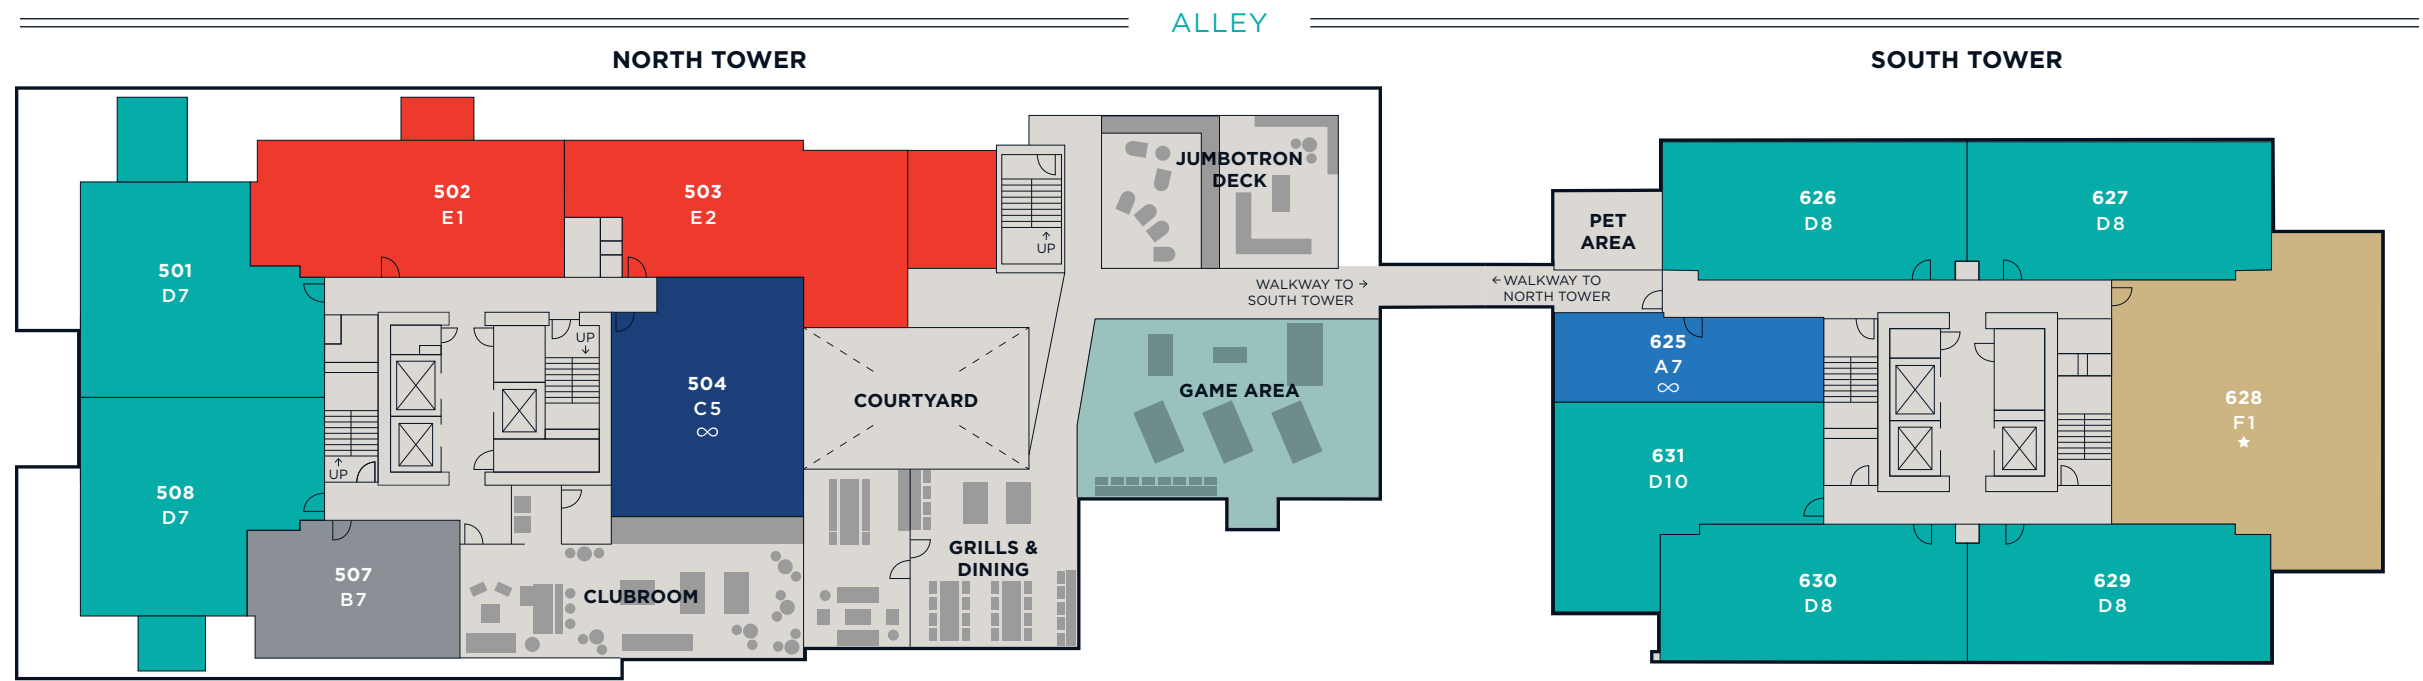 ALLEY
NORTH TOWER
SOUTH TOWER
501
D7
502
E1
503
E2
UP
JUMBOTRON
DECK
WALKWAY TO →
SOUTH TOWER
← WALKWAY TO
NORTH TOWER
PET
AREA
626
D8
627
D8
UP
504
C5
∞
COURTYARD
GAME AREA
625
A7
∞
628
F1
★
508
D7
UP
507
B7
CLUBROOM
GRILLS &
DINING
631
D10
630
D8
629
D8